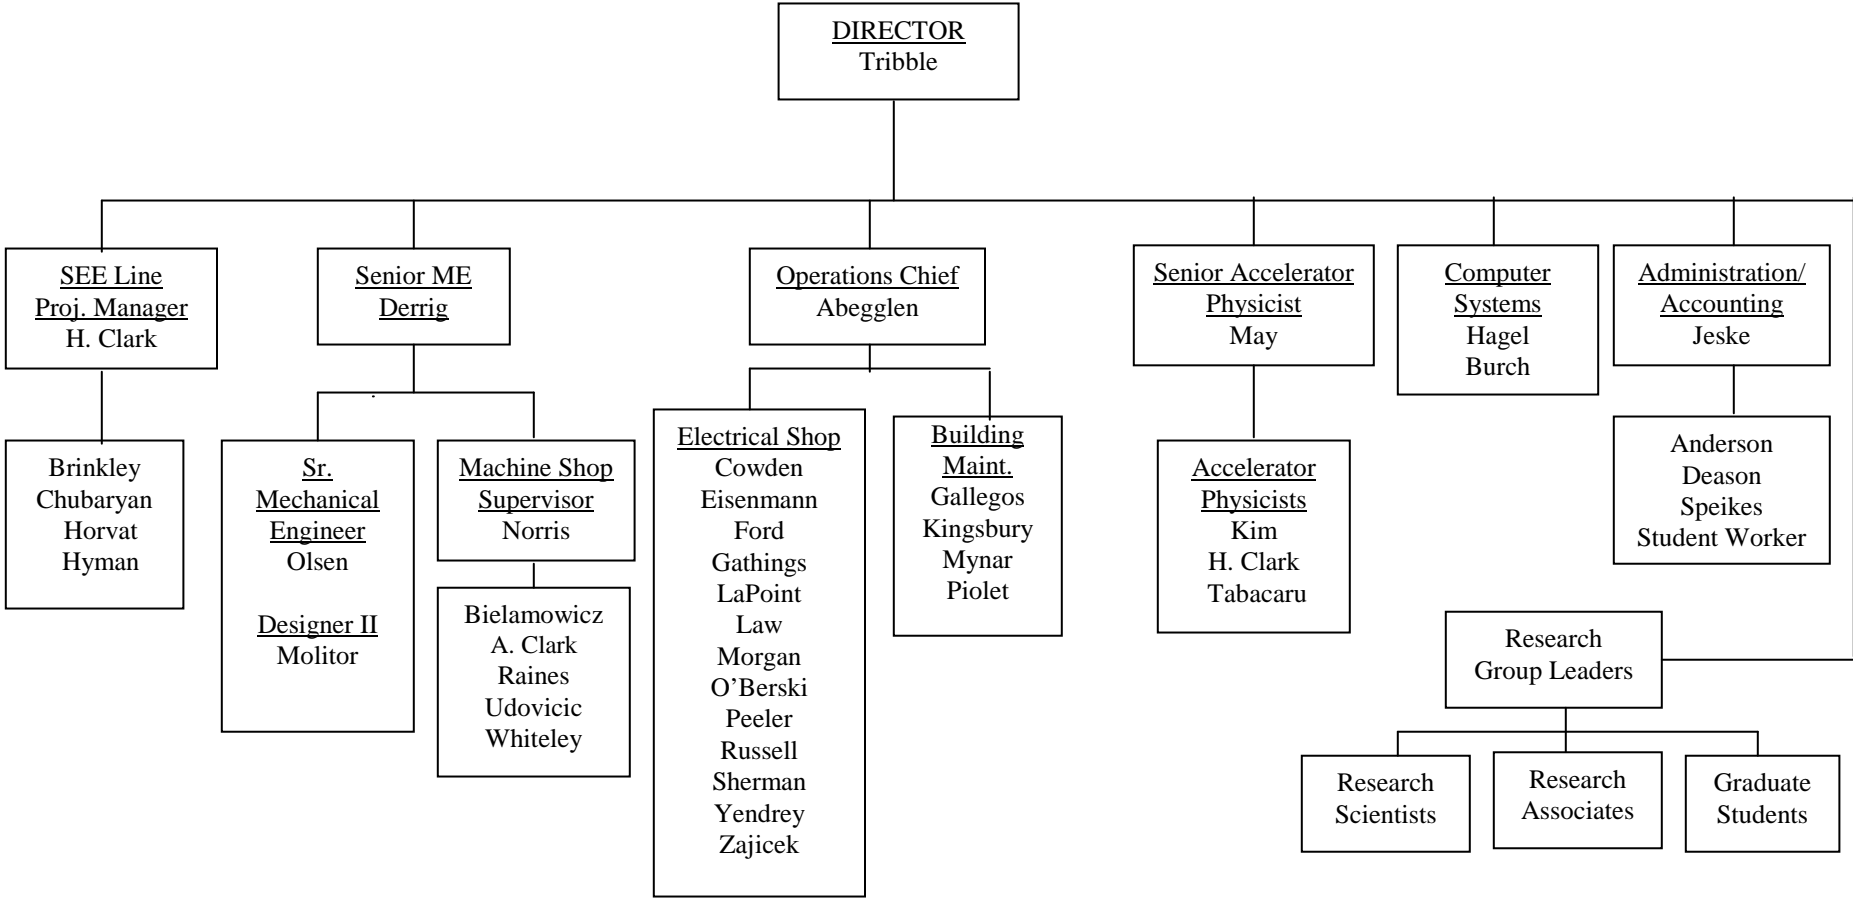 DIRECTOR
Tribble
SEE Line
Proj. Manager
H. Clark
Senior ME
Derrig
Operations Chief
Abegglen
Senior Accelerator
Physicist
May
Computer
Systems
Hagel
Burch
Administration/
Accounting
Jeske
Brinkley
Chubaryan
Horvat
Hyman
Sr.
Mechanical
Engineer
Olsen
Designer II
Molitor
Machine Shop
Supervisor
Norris
Bielamowicz
A. Clark
Raines
Udovicic
Whiteley
Electrical Shop
Cowden
Eisenmann
Ford
Gathings
LaPoint
Law
Morgan
O’Berski
Peeler
Russell
Sherman
Yendrey
Zajicek
Building
Maint.
Gallegos
Kingsbury
Mynar
Piolet
Accelerator
Physicists
Kim
H. Clark
Tabacaru
Anderson
Deason
Speikes
Student Worker
Research
Group Leaders
Research
Scientists
Research
Associates
Graduate
Students